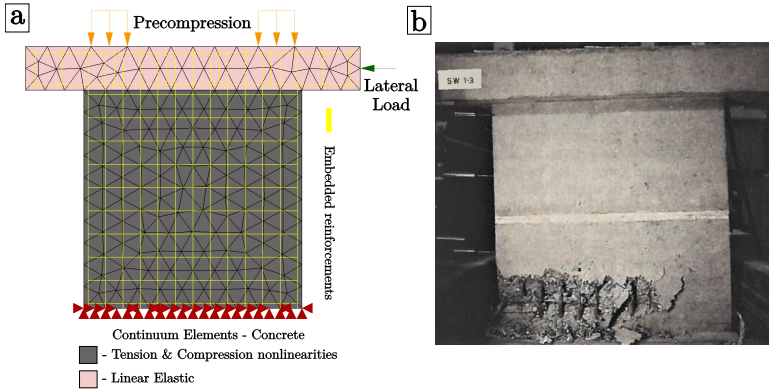 a
Precompression
Lateral
Load
Embedded reinforcements
Continuum Elements - Concrete
- Tension & Compression nonlinearities
- Linear Elastic
b
SW 1-3